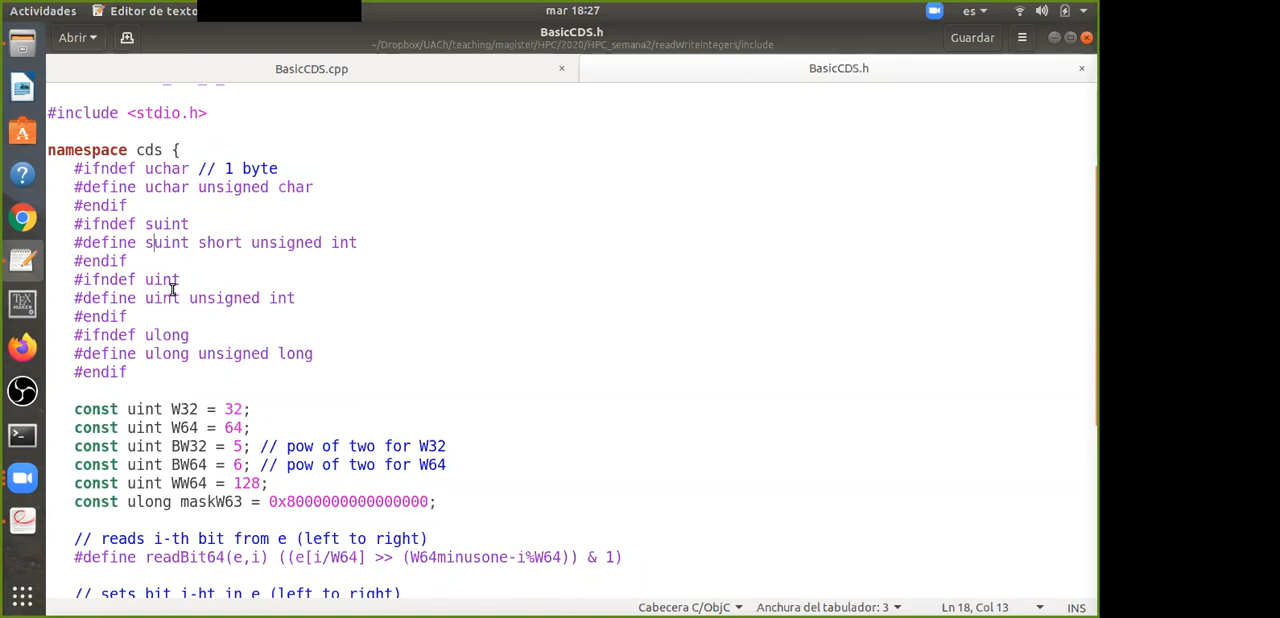 Actividades Editor de texto mar 18:27 es
Abrir BasicCDS.h Guardar
~/Dropbox/UACh/teaching/magister/HPC/2020/HPC_semana2/readWriteIntegers/include
BasicCDS.cpp × BasicCDS.h ×
#include <stdio.h>
namespace cds {
#ifndef uchar // 1 byte
#define uchar unsigned char
#endif
#ifndef suint
#define suint short unsigned int
#endif
#ifndef uint
#define uint unsigned int
#endif
#ifndef ulong
#define ulong unsigned long
#endif
const uint W32 = 32;
const uint W64 = 64;
const uint BW32 = 5; // pow of two for W32
const uint BW64 = 6; // pow of two for W64
const uint WW64 = 128;
const ulong maskW63 = 0x8000000000000000;
// reads i-th bit from e (left to right)
#define readBit64(e,i) ((e[i/W64] >> (W64minusone-i%W64)) & 1)
// sets bit i-ht in e (left to right)
Cabecera C/ObjC Anchura del tabulador: 3 Ln 18, Col 13 INS